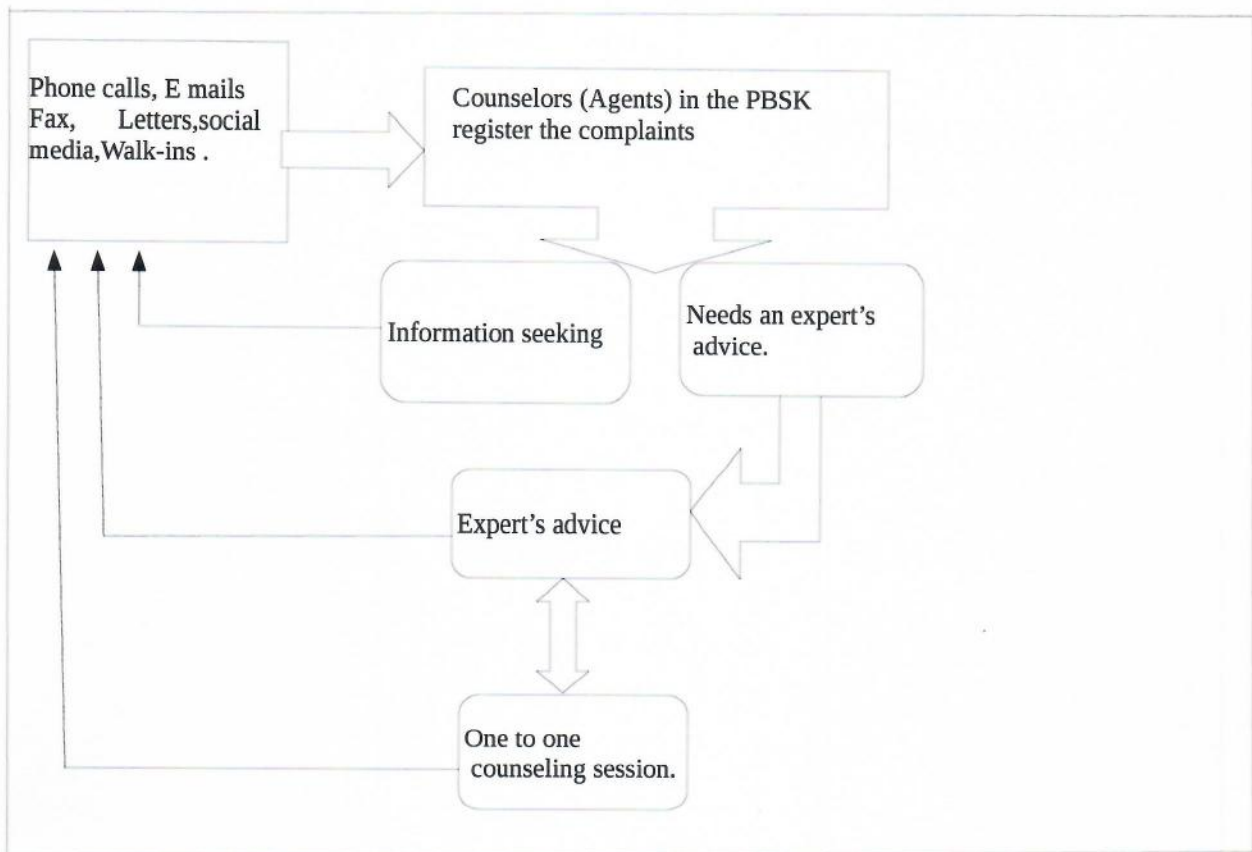 Phone calls, E mails
Fax, Letters,social
media,Walk-ins .
Counselors (Agents) in the PBSK
register the complaints
Information seeking
Needs an expert’s
advice.
Expert’s advice
One to one
counseling session.